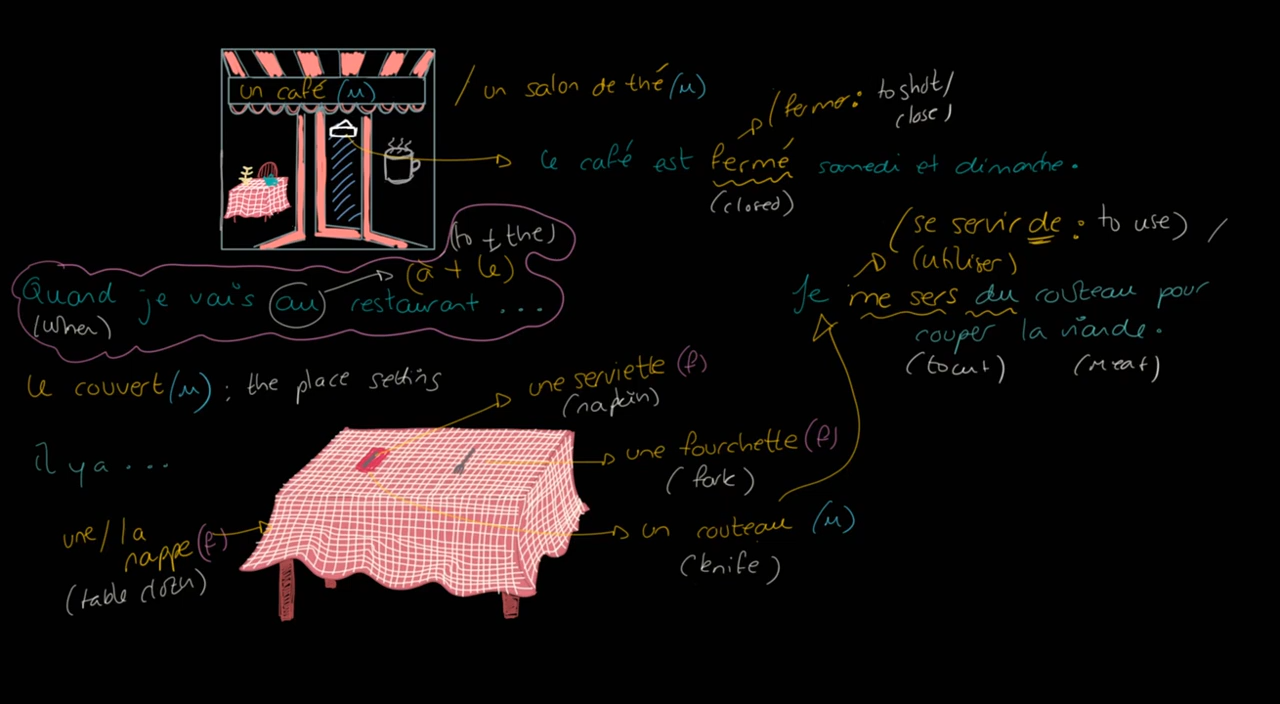 un café (M)
/ un salon de thé (M)
(fermer: to shut/
close)
Le café est fermé samedi et dimanche.
(closed)
(to + the)
(à + le)
Quand je vais au restaurant ...
(when)
(se servir de : to use) /
(utiliser)
Je me sers du couteau pour
couper la viande.
(to cut) (meat)
Le couvert (M) : the place setting
une serviette (f)
(napkin)
il y a ...
une fourchette (f)
(fork)
une/la
nappe (f)
(table cloth)
un couteau (M)
(knife)